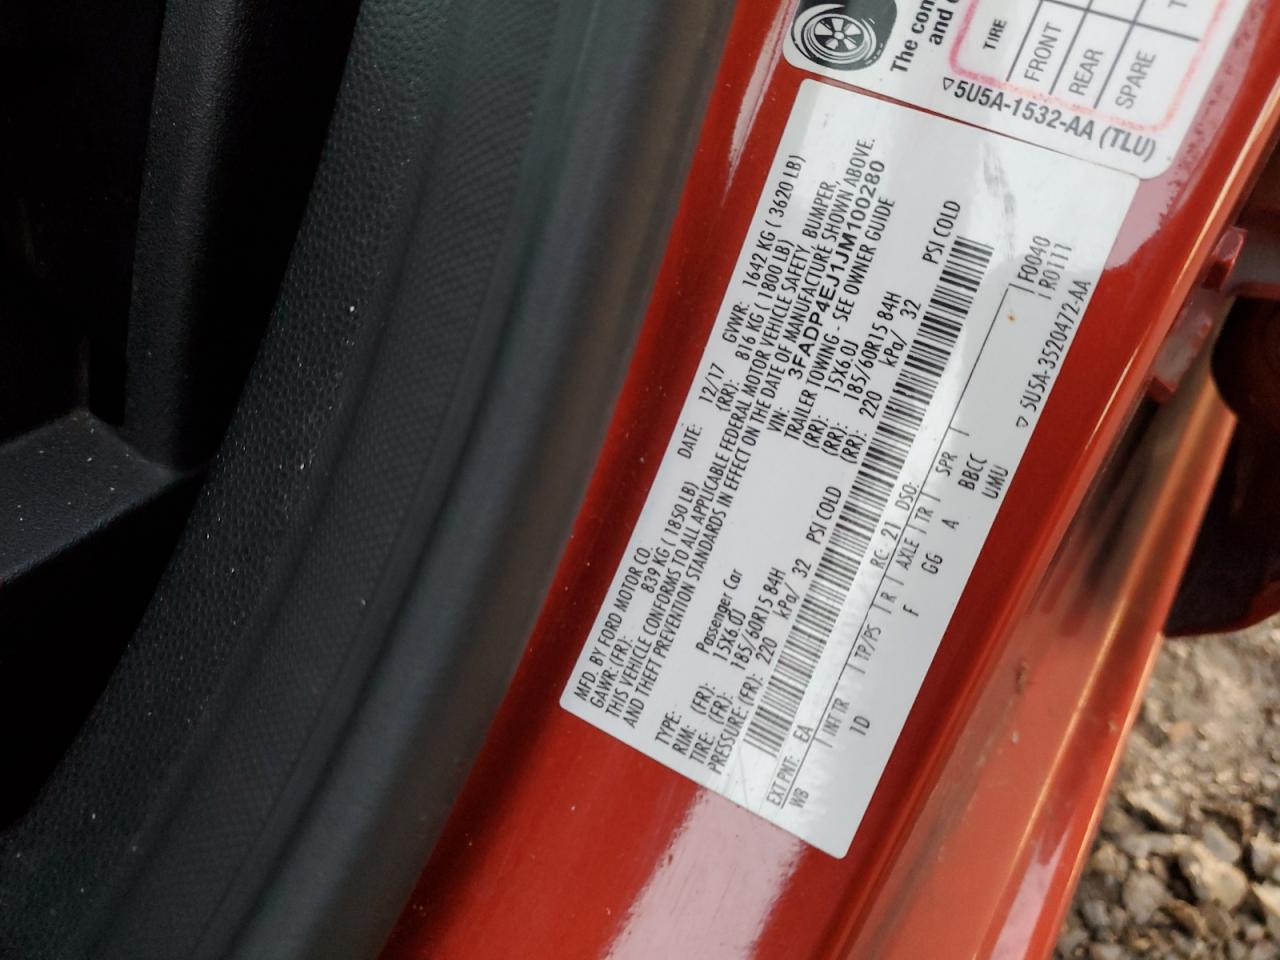 The con
and c
TIRE
FRONT
REAR
SPARE
T
▽5U5A-1532-AA (TLU)
MFD. BY FORD MOTOR CO. DATE: 12/17 GVWR: 1642 KG ( 3620 LB)
GAWR: (FR): 839 KG ( 1850 LB) (RR): 816 KG ( 1800 LB)
THIS VEHICLE CONFORMS TO ALL APPLICABLE FEDERAL MOTOR VEHICLE SAFETY, BUMPER,
AND THEFT PREVENTION STANDARDS IN EFFECT ON THE DATE OF MANUFACTURE SHOWN ABOVE.
VIN: 3FADP4EJ1JM100280
TYPE: Passenger Car TRAILER TOWING - SEE OWNER GUIDE
RIM: (FR): 15X6.0J (RR): 15X6.0J
TIRE: (FR): 185/60R15 84H (RR): 185/60R15 84H
PRESSURE: (FR): 220 kPa/ 32 PSI COLD (RR): 220 kPa/ 32 PSI COLD
EXT PNT: EA RC: 21 DSO: F0040
WB | INT TR | TP/PS | R | AXLE | TR | SPR | R0111
1D F GG A BBCC
UMU
▽ 5U5A-3520472-AA